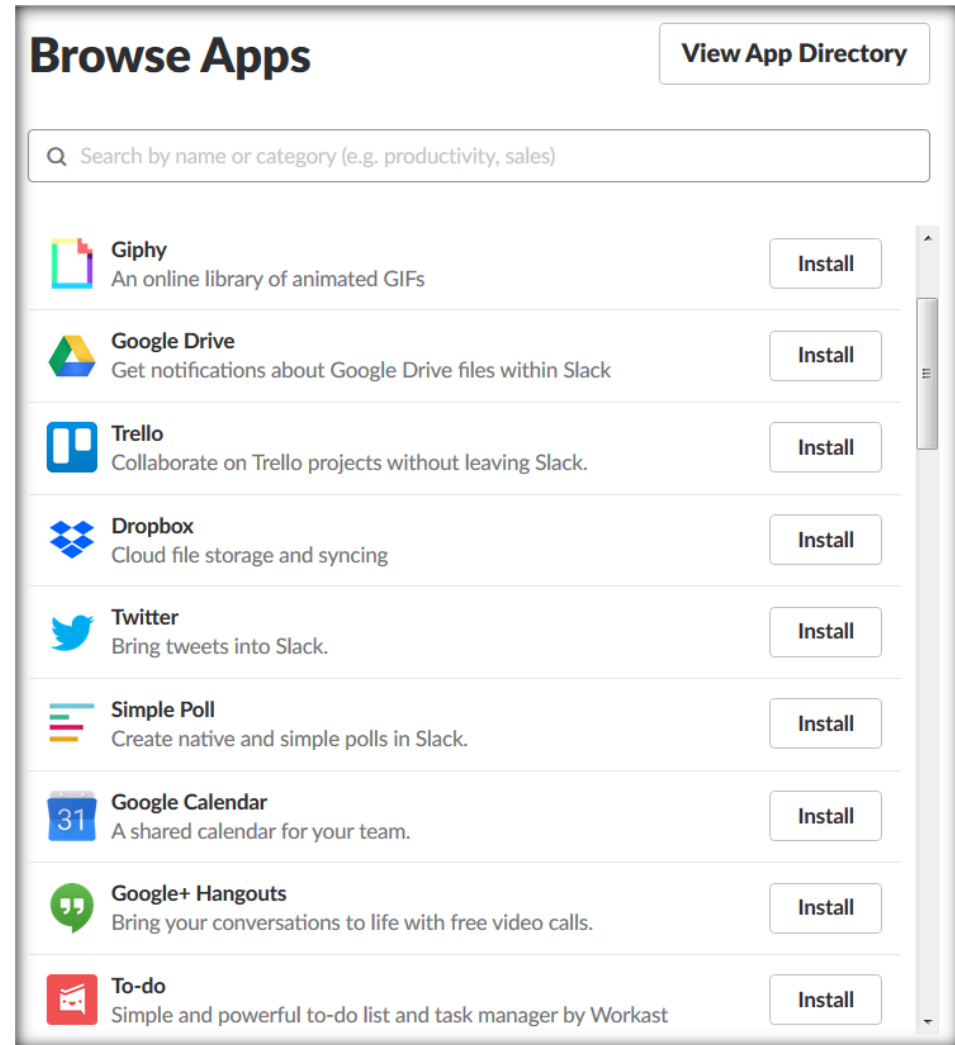 Browse Apps
View App Directory
Search by name or category (e.g. productivity, sales)
Giphy
An online library of animated GIFs
Install
Google Drive
Get notifications about Google Drive files within Slack
Install
Trello
Collaborate on Trello projects without leaving Slack.
Install
Dropbox
Cloud file storage and syncing
Install
Twitter
Bring tweets into Slack.
Install
Simple Poll
Create native and simple polls in Slack.
Install
31
Google Calendar
A shared calendar for your team.
Install
Google+ Hangouts
Bring your conversations to life with free video calls.
Install
To-do
Simple and powerful to-do list and task manager by Workast
Install